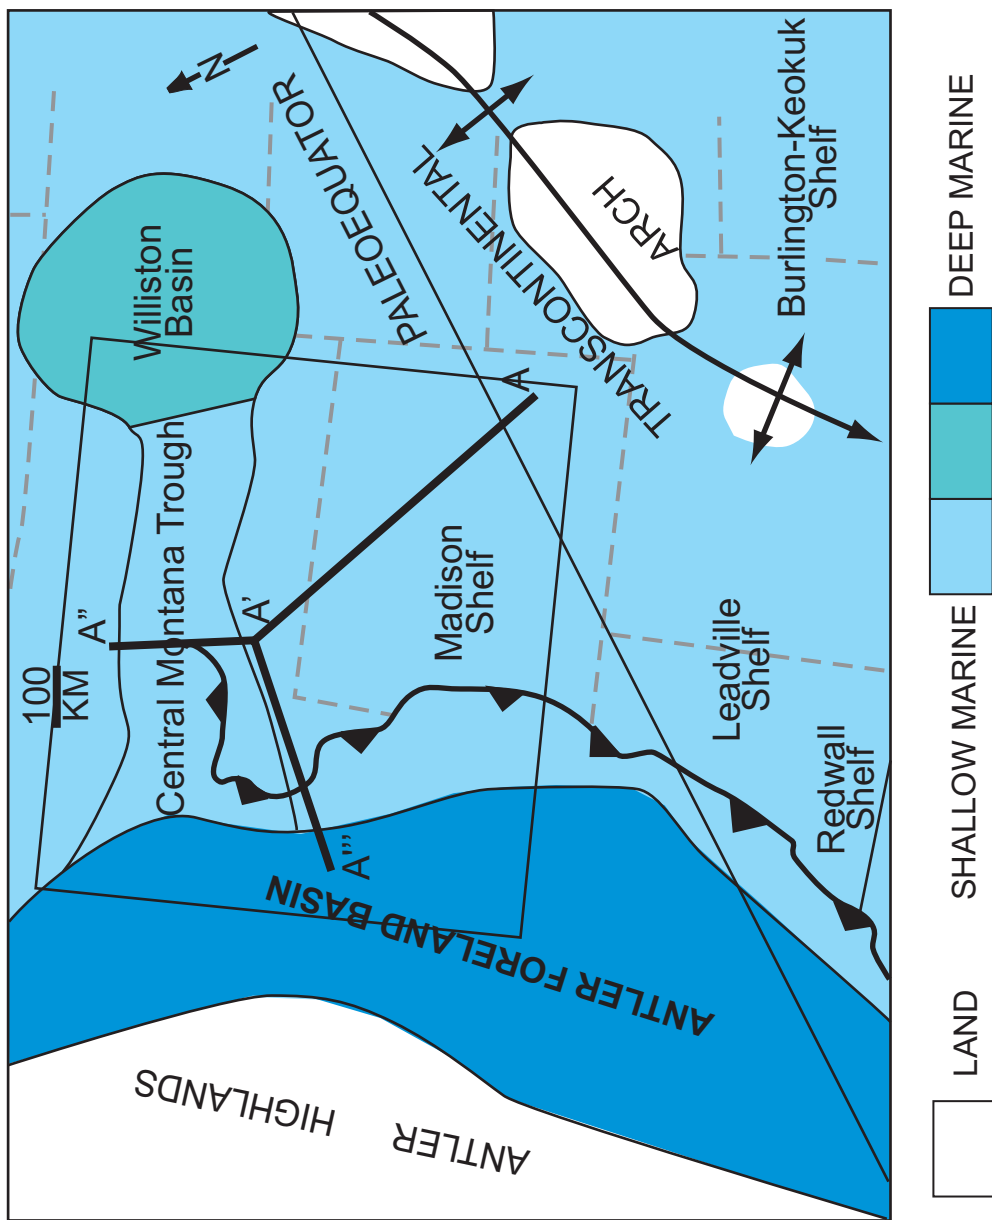 N
PALEOEQUATOR
Williston
Basin
TRANSCONTINENTAL
ARCH
Burlington-Keokuk
Shelf
100
KM
Central Montana Trough
A"
A'
A
A'''
Madison
Shelf
Leadville
Shelf
Redwall
Shelf
ANTLER FORELAND BASIN
ANTLER
HIGHLANDS
LAND
SHALLOW MARINE
DEEP MARINE